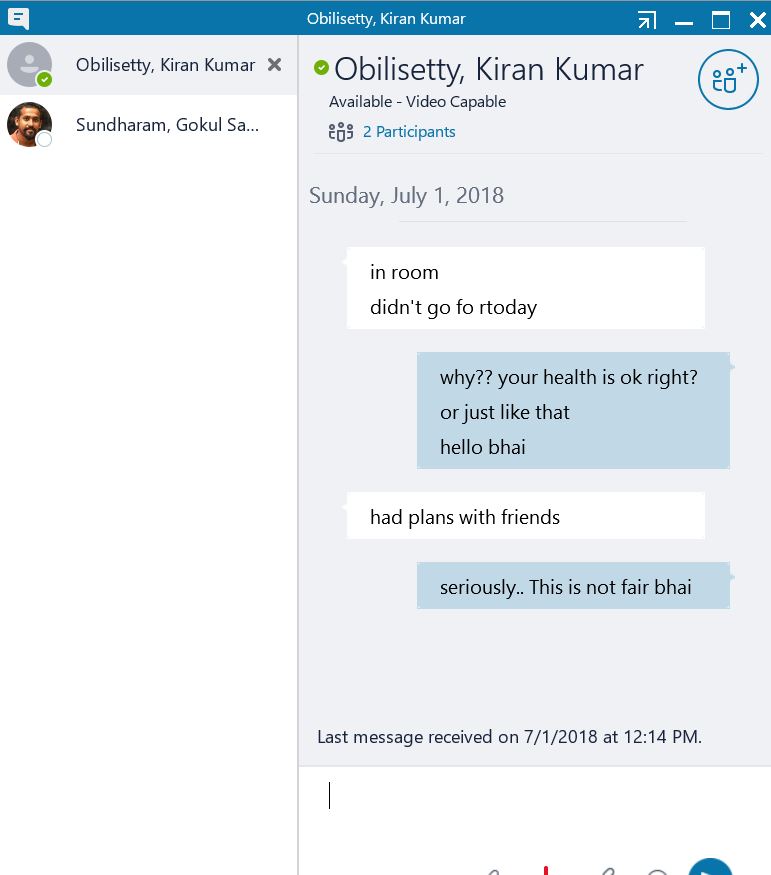 Obilisetty, Kiran Kumar
Obilisetty, Kiran Kumar
Sundharam, Gokul Sa...
Obilisetty, Kiran Kumar
Available - Video Capable
2 Participants
Sunday, July 1, 2018
in room
didn't go fo rtoday
why?? your health is ok right?
or just like that
hello bhai
had plans with friends
seriously.. This is not fair bhai
Last message received on 7/1/2018 at 12:14 PM.